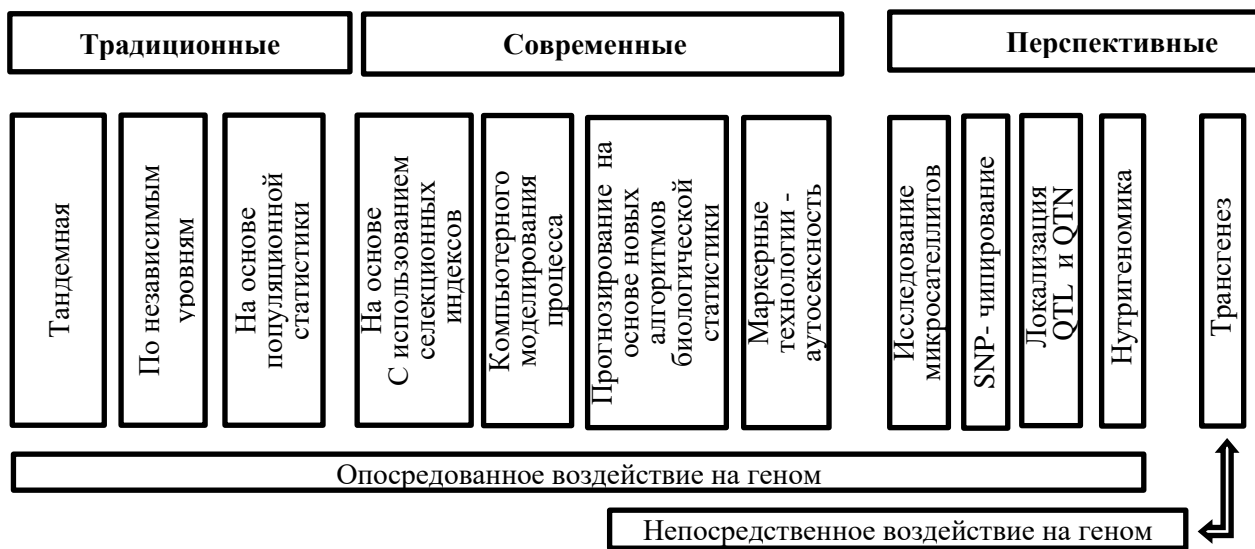 Традиционные
Современные
Перспективные
Тандемная
По независимым
уровням
На основе
популяционной
статистики
На основе
С использованием
селекционных
индексов
Компьютерного
моделирования
процесса
Прогнозирование на
основе новых
алгоритмов
биологической
статистики
Маркерные
технологии -
аутосексность
Исследование
микросателлитов
SNP- чиппирование
Локализация
QTL и QTN
Нутригеномика
Трансгенез
Опосредованное воздействие на геном
Непосредственное воздействие на геном